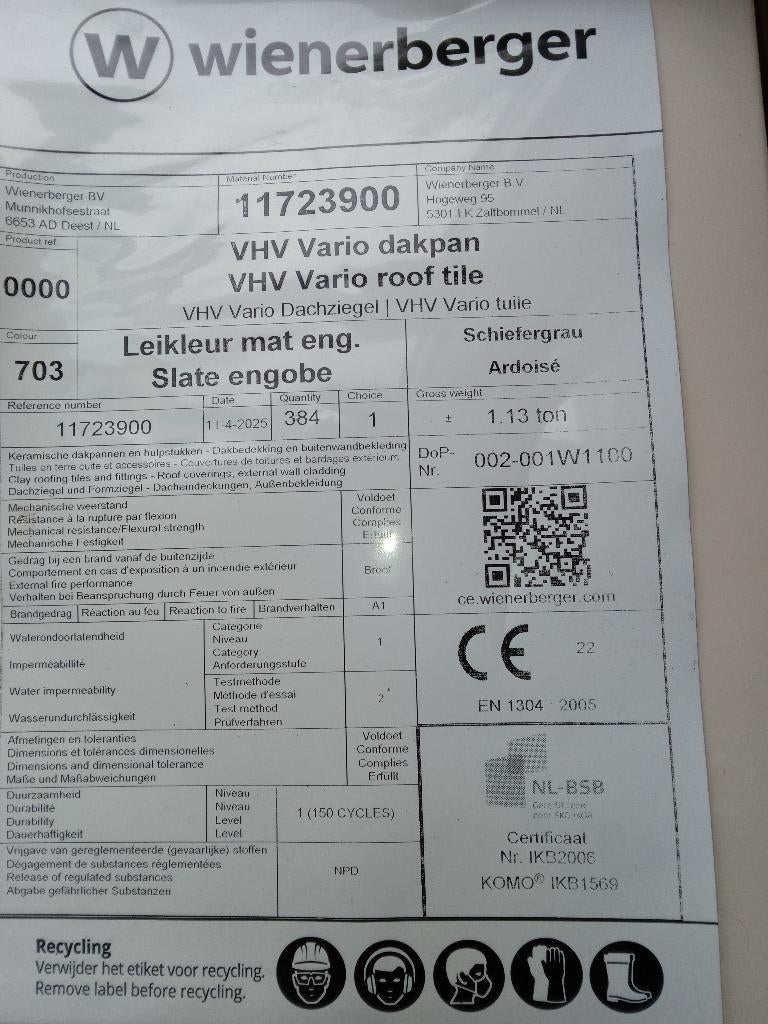 W wienerberger
Production
Wienerberger BV
Munnikhofsestraat
6653 AD Deest / NL
Material Number
11723900
Company Name
Wienerberger B.V.
Hogeweg 95
5301 LK Zaltbommel / NL
Product ref.
0000
VHV Vario dakpan
VHV Vario roof tile
VHV Vario Dachziegel | VHV Vario tuile
Colour
703
Leikleur mat eng.
Slate engobe
Schiefergrau
Ardoisé
Reference number
11723900
Date
11-4-2025
Quantity
384
Choice
1
Gross weight
± 1.13 ton
Keramische dakpannen en hulpstukken - Dakbedekking en buitenwandbekleding
Tuiles en terre cuite et accessoires - Couvertures de toitures et bardages extérieurs
Clay roofing tiles and fittings - Roof coverings, external wall cladding
Dachziegel und Formziegel - Dacheindeckungen, Außenbekleidung
DoP-
Nr.
002-001W1100
Mechanische weerstand
Résistance à la rupture par flexion
Mechanical resistance/Flexural strength
Mechanische Festigkeit
Voldoet
Conforme
Complies
Erfüllt
Gedrag bij een brand vanaf de buitenzijde
Comportement en cas d'exposition à un incendie extérieur
External fire performance
Verhalten bei Beanspruchung durch Feuer von außen
Broof
ce.wienerberger.com
Brandgedrag
Réaction au feu
Reaction to fire
Brandverhalten
A1
Waterondoorlatendheid
Imperméabilité
Water impermeability
Wasserundurchlässigkeit
Categorie
Niveau
Category
Anforderungsstufe
1
Testmethode
Méthode d'essai
Test method
Prüfverfahren
2
CE
22
EN 1304 : 2005
Afmetingen en toleranties
Dimensions et tolérances dimensionelles
Dimensions and dimensional tolerance
Maße und Maßabweichungen
Voldoet
Conforme
Complies
Erfüllt
Duurzaamheid
Durabilité
Durability
Dauerhaftigkeit
Niveau
Niveau
Level
Level
1 (150 CYCLES)
Vrijgave van gereglementeerde (gevaarlijke) stoffen
Dégagement de substances réglementées
Release of regulated substances
Abgabe gefährlicher Substanzen
NPD
NL-BSB
Certificaat
Nr. IKB2006
KOMO® IKB1569
Recycling
Verwijder het etiket voor recycling.
Remove label before recycling.